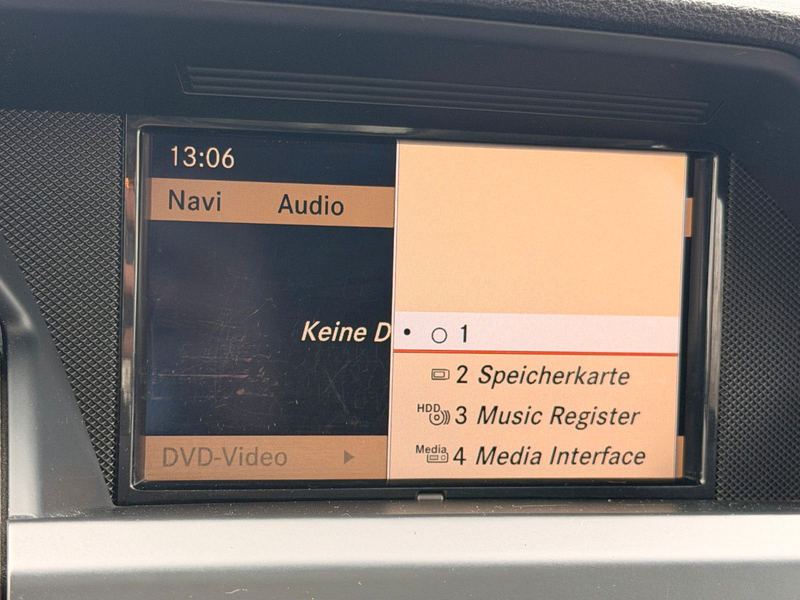 13:06
Navi Audio
Keine D
1
2 Speicherkarte
HDD 3 Music Register
Media 4 Media Interface
DVD-Video